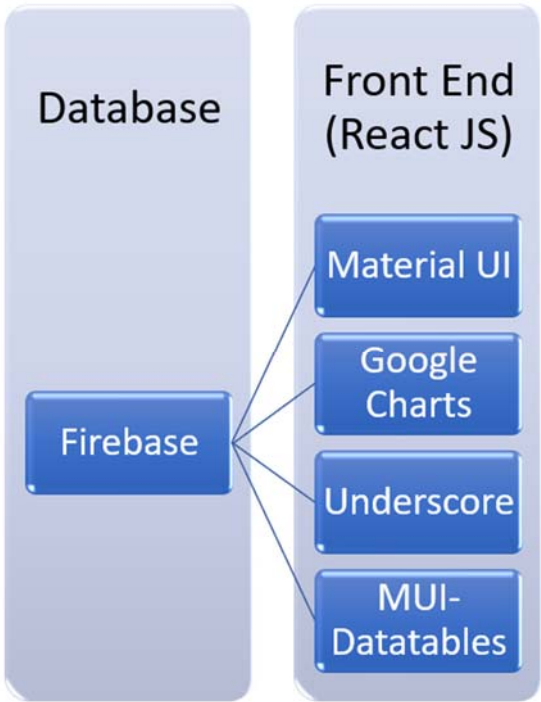 Database
Front End
(React JS)
Firebase
Material UI
Google
Charts
Underscore
MUI-
Datatables